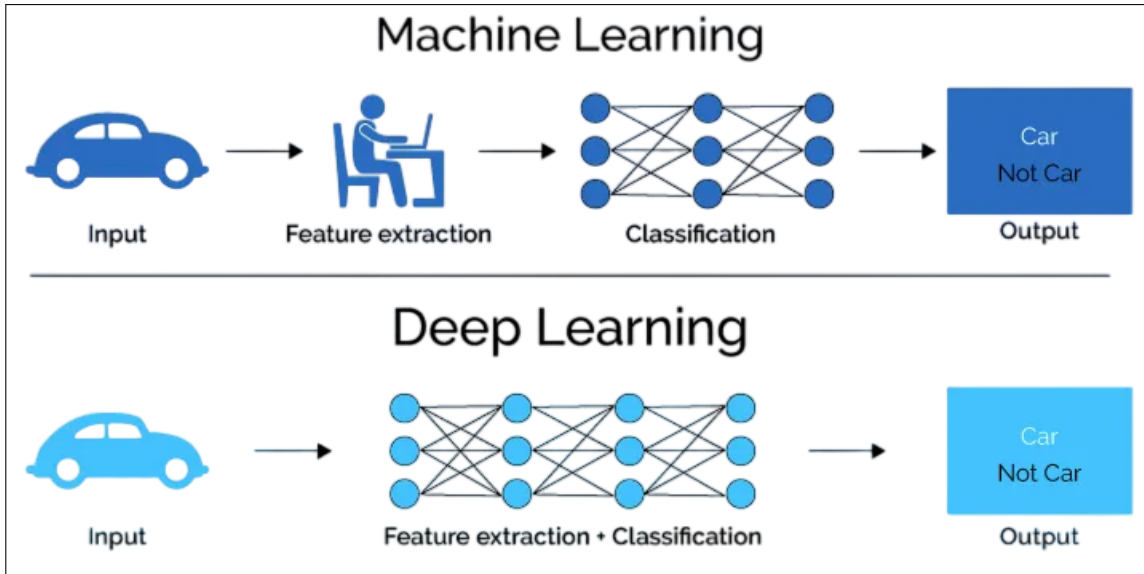 Machine Learning
Car
Not Car
Input
Feature extraction
Classification
Output
Deep Learning
Car
Not Car
Input
Feature extraction + Classification
Output